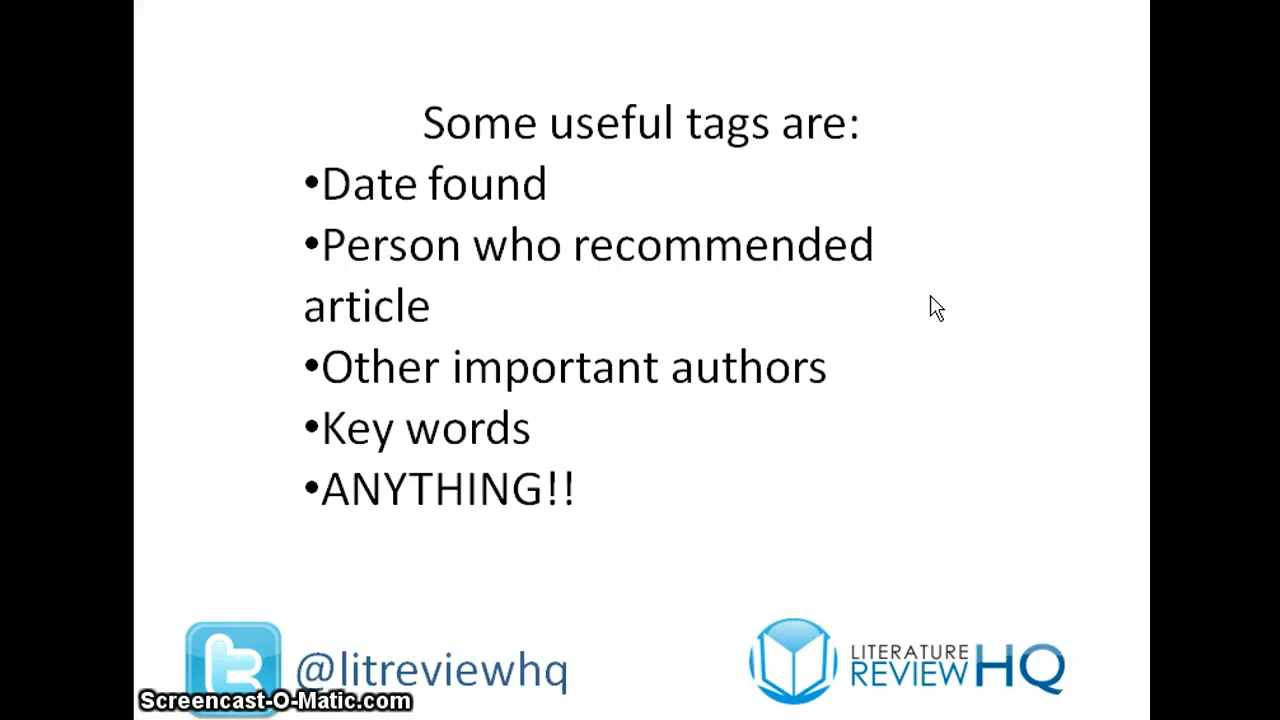 Some useful tags are:
•Date found
•Person who recommended
article
•Other important authors
•Key words
•ANYTHING!!
@litreviewhq
LITERATURE
REVIEW HQ
Screencast-O-Matic.com